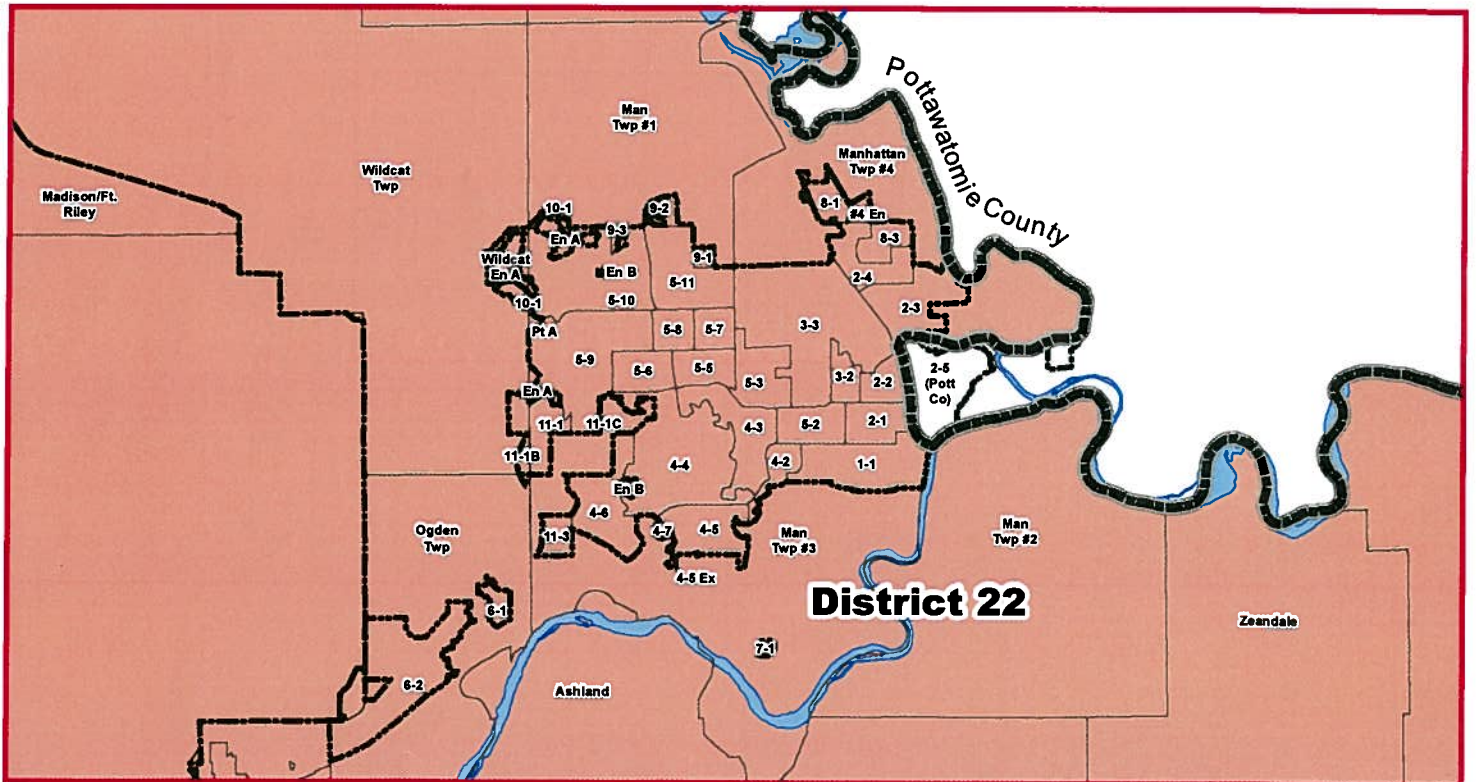 Pottawatomie County
Man
Twp #1
Manhattan
Twp #4
Wildcat
Twp
Madison/Ft.
Riley
8-1
#4 En
8-3
10-1
9-2
En A
9-3
9-1
Wildcat
En A
En B
5-11
2-4
10-1
5-10
2-3
Pt A
5-8
5-7
3-3
5-9
5-6
5-5
5-3
3-2
2-2
2-5
(Pott
Co)
En A
11-1
11-1C
4-3
5-2
2-1
11-1B
4-4
4-2
1-1
En B
4-6
Ogden
Twp
11-3
4-7
4-5
Man
Twp #3
Man
Twp #2
4-5 Ex
District 22
6-1
Zeandale
7-1
6-2
Ashland